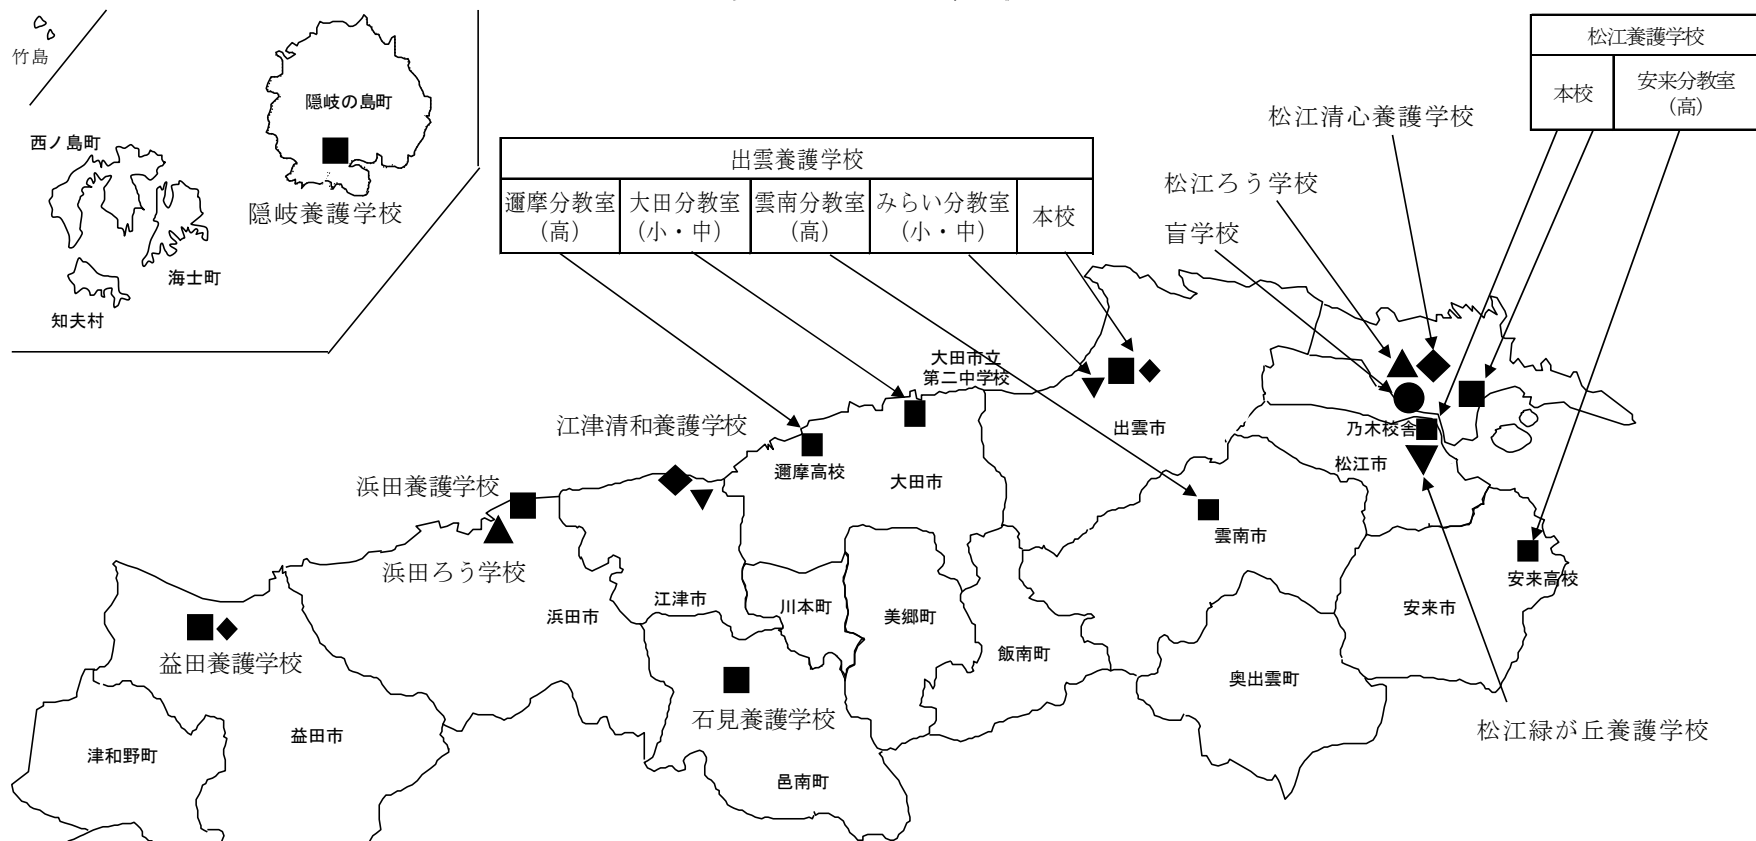 竹島
隠岐の島町
西ノ島町
隠岐養護学校
海士町
知夫村
出雲養護学校
邇摩分教室
(高)
大田分教室
(小・中)
雲南分教室
(高)
みらい分教室
(小・中)
本校
松江養護学校
本校
安来分教室
(高)
松江清心養護学校
松江ろう学校
盲学校
大田市立
第二中学校
出雲市
乃木校舎
松江市
江津清和養護学校
邇摩高校
大田市
浜田養護学校
雲南市
浜田ろう学校
安来高校
江津市
川本町
美郷町
浜田市
安来市
飯南町
益田養護学校
奥出雲町
石見養護学校
松江緑が丘養護学校
益田市
津和野町
邑南町